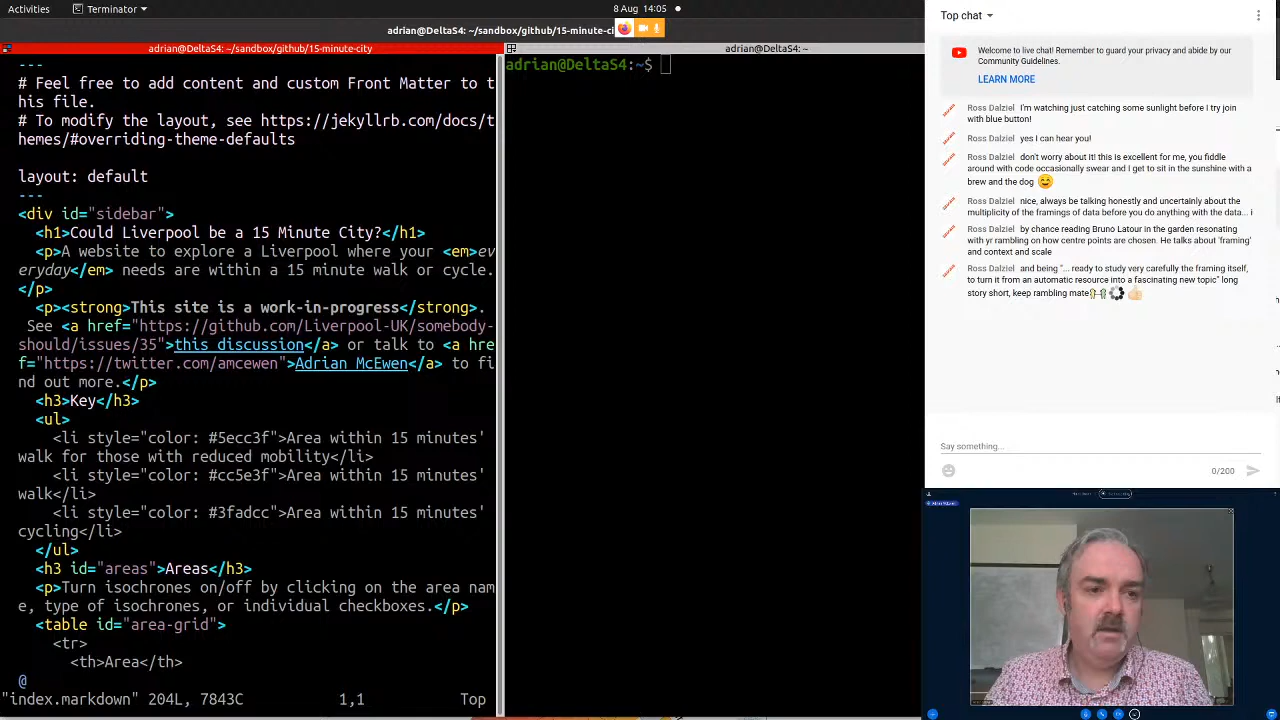 Activities
Terminator
8 Aug 14:05
adrian@DeltaS4: ~/sandbox/github/15-minute-ci
adrian@DeltaS4: ~/sandbox/github/15-minute-city
adrian@DeltaS4: ~
---
# Feel free to add content and custom Front Matter to t
his file.
# To modify the layout, see https://jekyllrb.com/docs/t
hemes/#overriding-theme-defaults
layout: default
---
<div id="sidebar">
<h1>Could Liverpool be a 15 Minute City?</h1>
<p>A website to explore a Liverpool where your <em>ev
eryday</em> needs are within a 15 minute walk or cycle.
</p>
<p><strong>This site is a work-in-progress</strong>.
See <a href="https://github.com/Liverpool-UK/somebody-
should/issues/35">this discussion</a> or talk to <a hre
f="https://twitter.com/amcewen">Adrian McEwen</a> to fi
nd out more.</p>
<h3>Key</h3>
<ul>
<li style="color: #5ecc3f">Area within 15 minutes'
walk for those with reduced mobility</li>
<li style="color: #cc5e3f">Area within 15 minutes'
walk</li>
<li style="color: #3fadcc">Area within 15 minutes'
cycling</li>
</ul>
<h3 id="areas">Areas</h3>
<p>Turn isochrones on/off by clicking on the area nam
e, type of isochrones, or individual checkboxes.</p>
<table id="area-grid">
<tr>
<th>Area</th>
@
"index.markdown" 204L, 7843C 1,1 Top
adrian@DeltaS4:~$
Top chat
Welcome to live chat! Remember to guard your privacy and abide by our
Community Guidelines.
LEARN MORE
Ross Dalziel I'm watching just catching some sunlight before I try join
with blue button!
Ross Dalziel yes I can hear you!
Ross Dalziel don't worry about it! this is excellent for me, you fiddle
around with code occasionally swear and I get to sit in the sunshine with a
brew and the dog 😊
Ross Dalziel nice, always be talking honestly and uncertainly about the
multiplicity of the framings of data before you do anything with the data... i
Ross Dalziel by chance reading Bruno Latour in the garden resonating
with yr rambling on how centre points are chosen. He talks about 'framing'
and context and scale
Ross Dalziel and being "... ready to study very carefully the framing itself,
to turn it from an automatic resource into a fascinating new topic" long
story short, keep rambling mate
Say something...
0/200